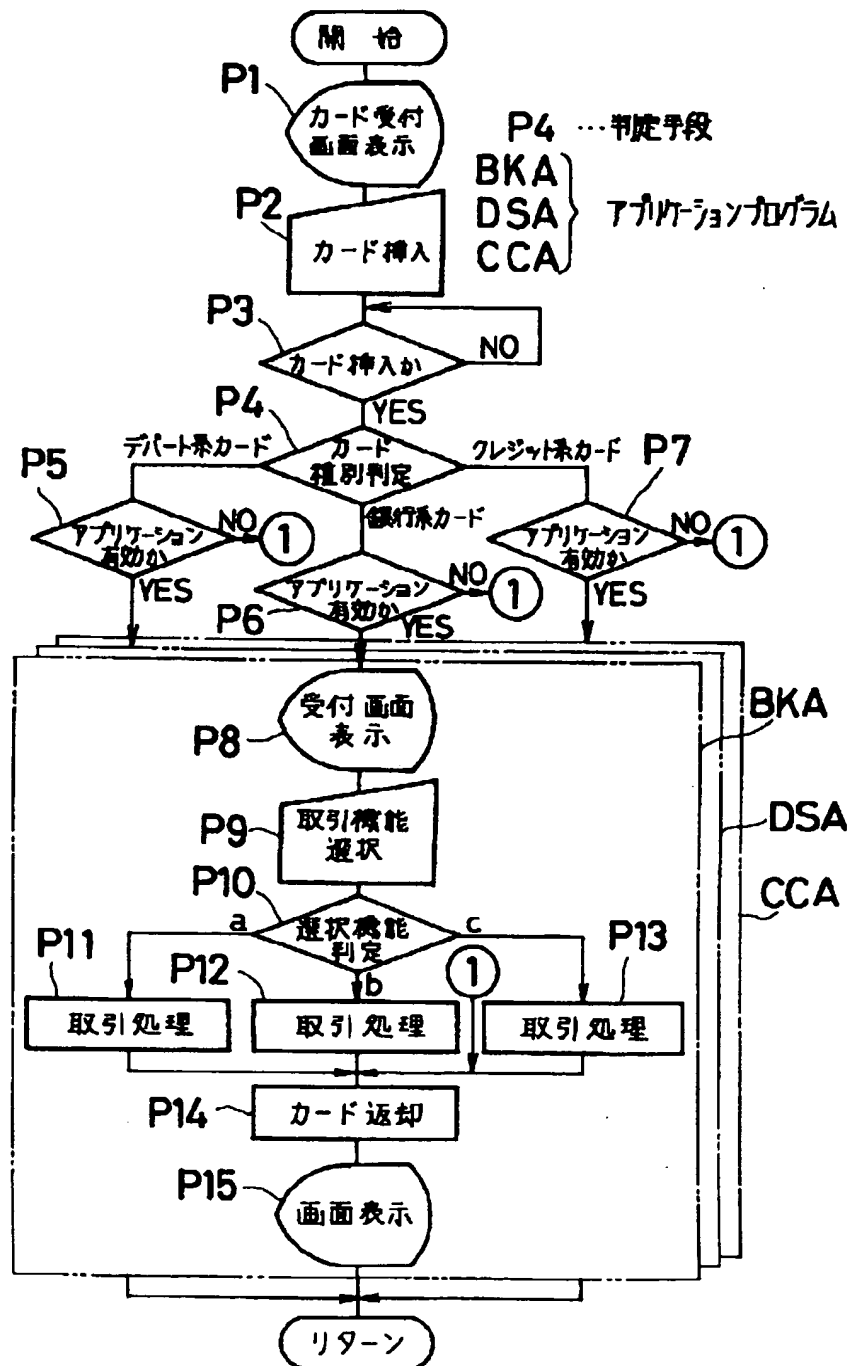 開始
P1
カード受付
画面表示
P4 …判定手段
BKA
DSA
CCA
アプリケーションプログラム
P2
カード挿入
P3
カード挿入か
NO
YES
P4
カード
種別判定
デパート系カード
クレジット系カード
銀行系カード
P5
アプリケーション
有効か
NO
1
YES
P6
アプリケーション
有効か
NO
1
YES
P7
アプリケーション
有効か
NO
1
YES
BKA
DSA
CCA
P8
受付画面
表示
P9
取引機能
選択
P10
選択機能
判定
a
b
c
1
P11
取引処理
P12
取引処理
P13
取引処理
P14
カード返却
P15
画面表示
リターン